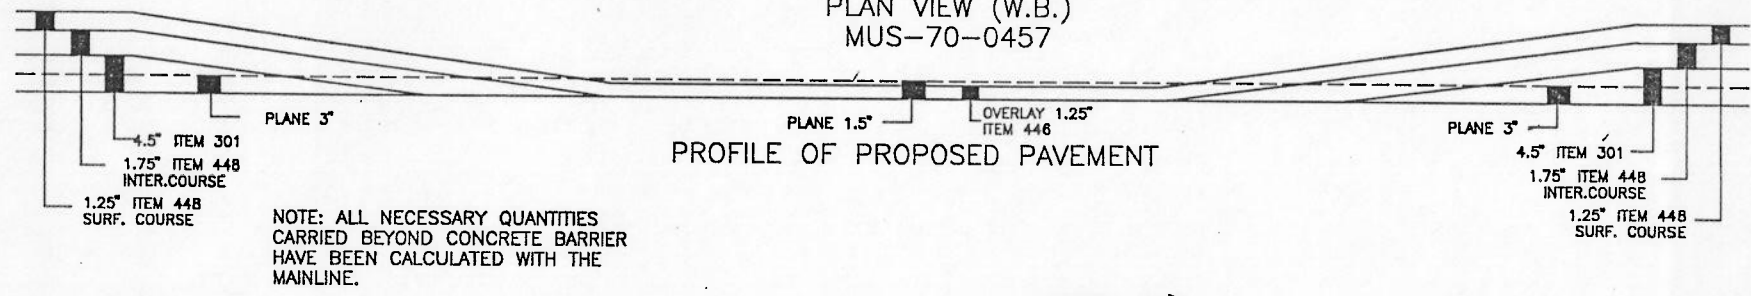 PLAN VIEW (W.B.)
MUS-70-0457
PLANE 3"
4.5" ITEM 301
1.75" ITEM 448
INTER.COURSE
1.25" ITEM 448
SURF. COURSE
PLANE 1.5"
OVERLAY 1.25"
ITEM 446
PROFILE OF PROPOSED PAVEMENT
PLANE 3"
4.5" ITEM 301
1.75" ITEM 448
INTER.COURSE
1.25" ITEM 448
SURF. COURSE
NOTE: ALL NECESSARY QUANTITIES
CARRIED BEYOND CONCRETE BARRIER
HAVE BEEN CALCULATED WITH THE
MAINLINE.